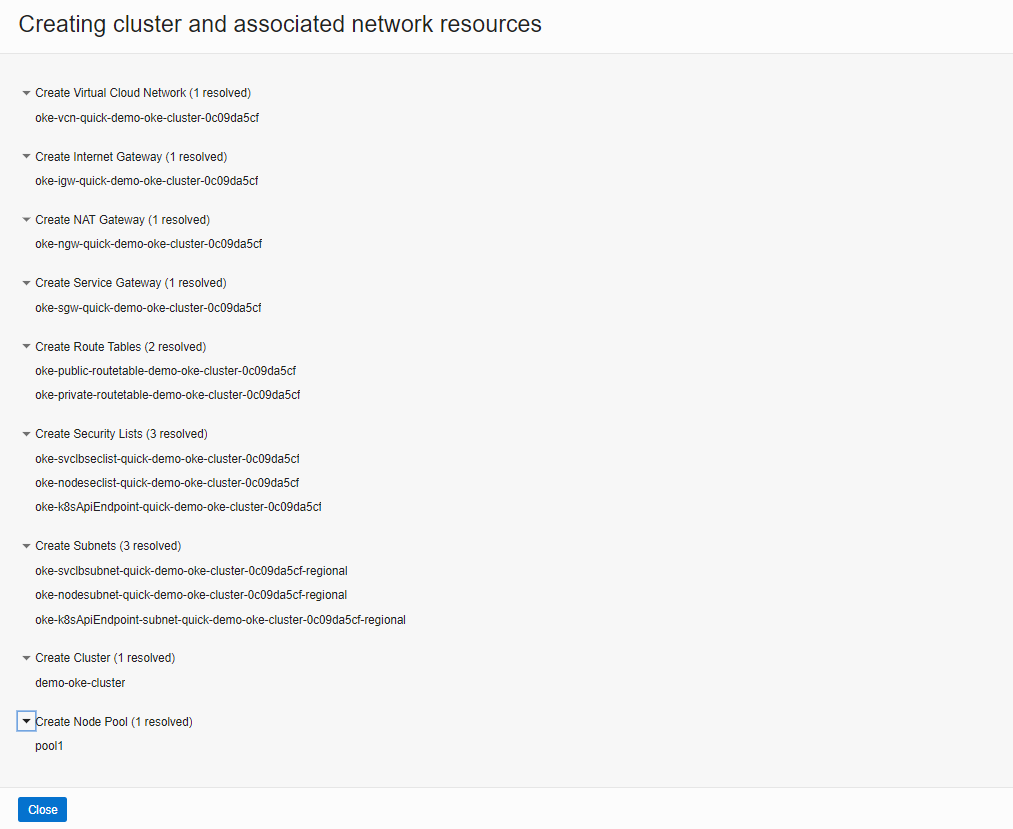 Creating cluster and associated network resources
Create Virtual Cloud Network (1 resolved)
oke-vcn-quick-demo-oke-cluster-0c09da5cf
Create Internet Gateway (1 resolved)
oke-igw-quick-demo-oke-cluster-0c09da5cf
Create NAT Gateway (1 resolved)
oke-ngw-quick-demo-oke-cluster-0c09da5cf
Create Service Gateway (1 resolved)
oke-sgw-quick-demo-oke-cluster-0c09da5cf
Create Route Tables (2 resolved)
oke-public-routetable-demo-oke-cluster-0c09da5cf
oke-private-routetable-demo-oke-cluster-0c09da5cf
Create Security Lists (3 resolved)
oke-svclbseclist-quick-demo-oke-cluster-0c09da5cf
oke-nodeseclist-quick-demo-oke-cluster-0c09da5cf
oke-k8sApiEndpoint-quick-demo-oke-cluster-0c09da5cf
Create Subnets (3 resolved)
oke-svclbsubnet-quick-demo-oke-cluster-0c09da5cf-regional
oke-nodesubnet-quick-demo-oke-cluster-0c09da5cf-regional
oke-k8sApiEndpoint-subnet-quick-demo-oke-cluster-0c09da5cf-regional
Create Cluster (1 resolved)
demo-oke-cluster
Create Node Pool (1 resolved)
pool1
Close